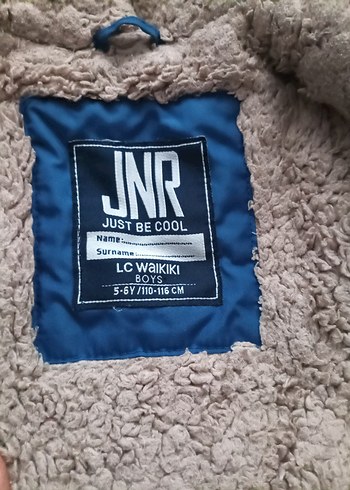 JNR
JUST BE COOL
Name:
Surname:
LC WAIKIKI
BOYS
5-6Y/110-116 CM